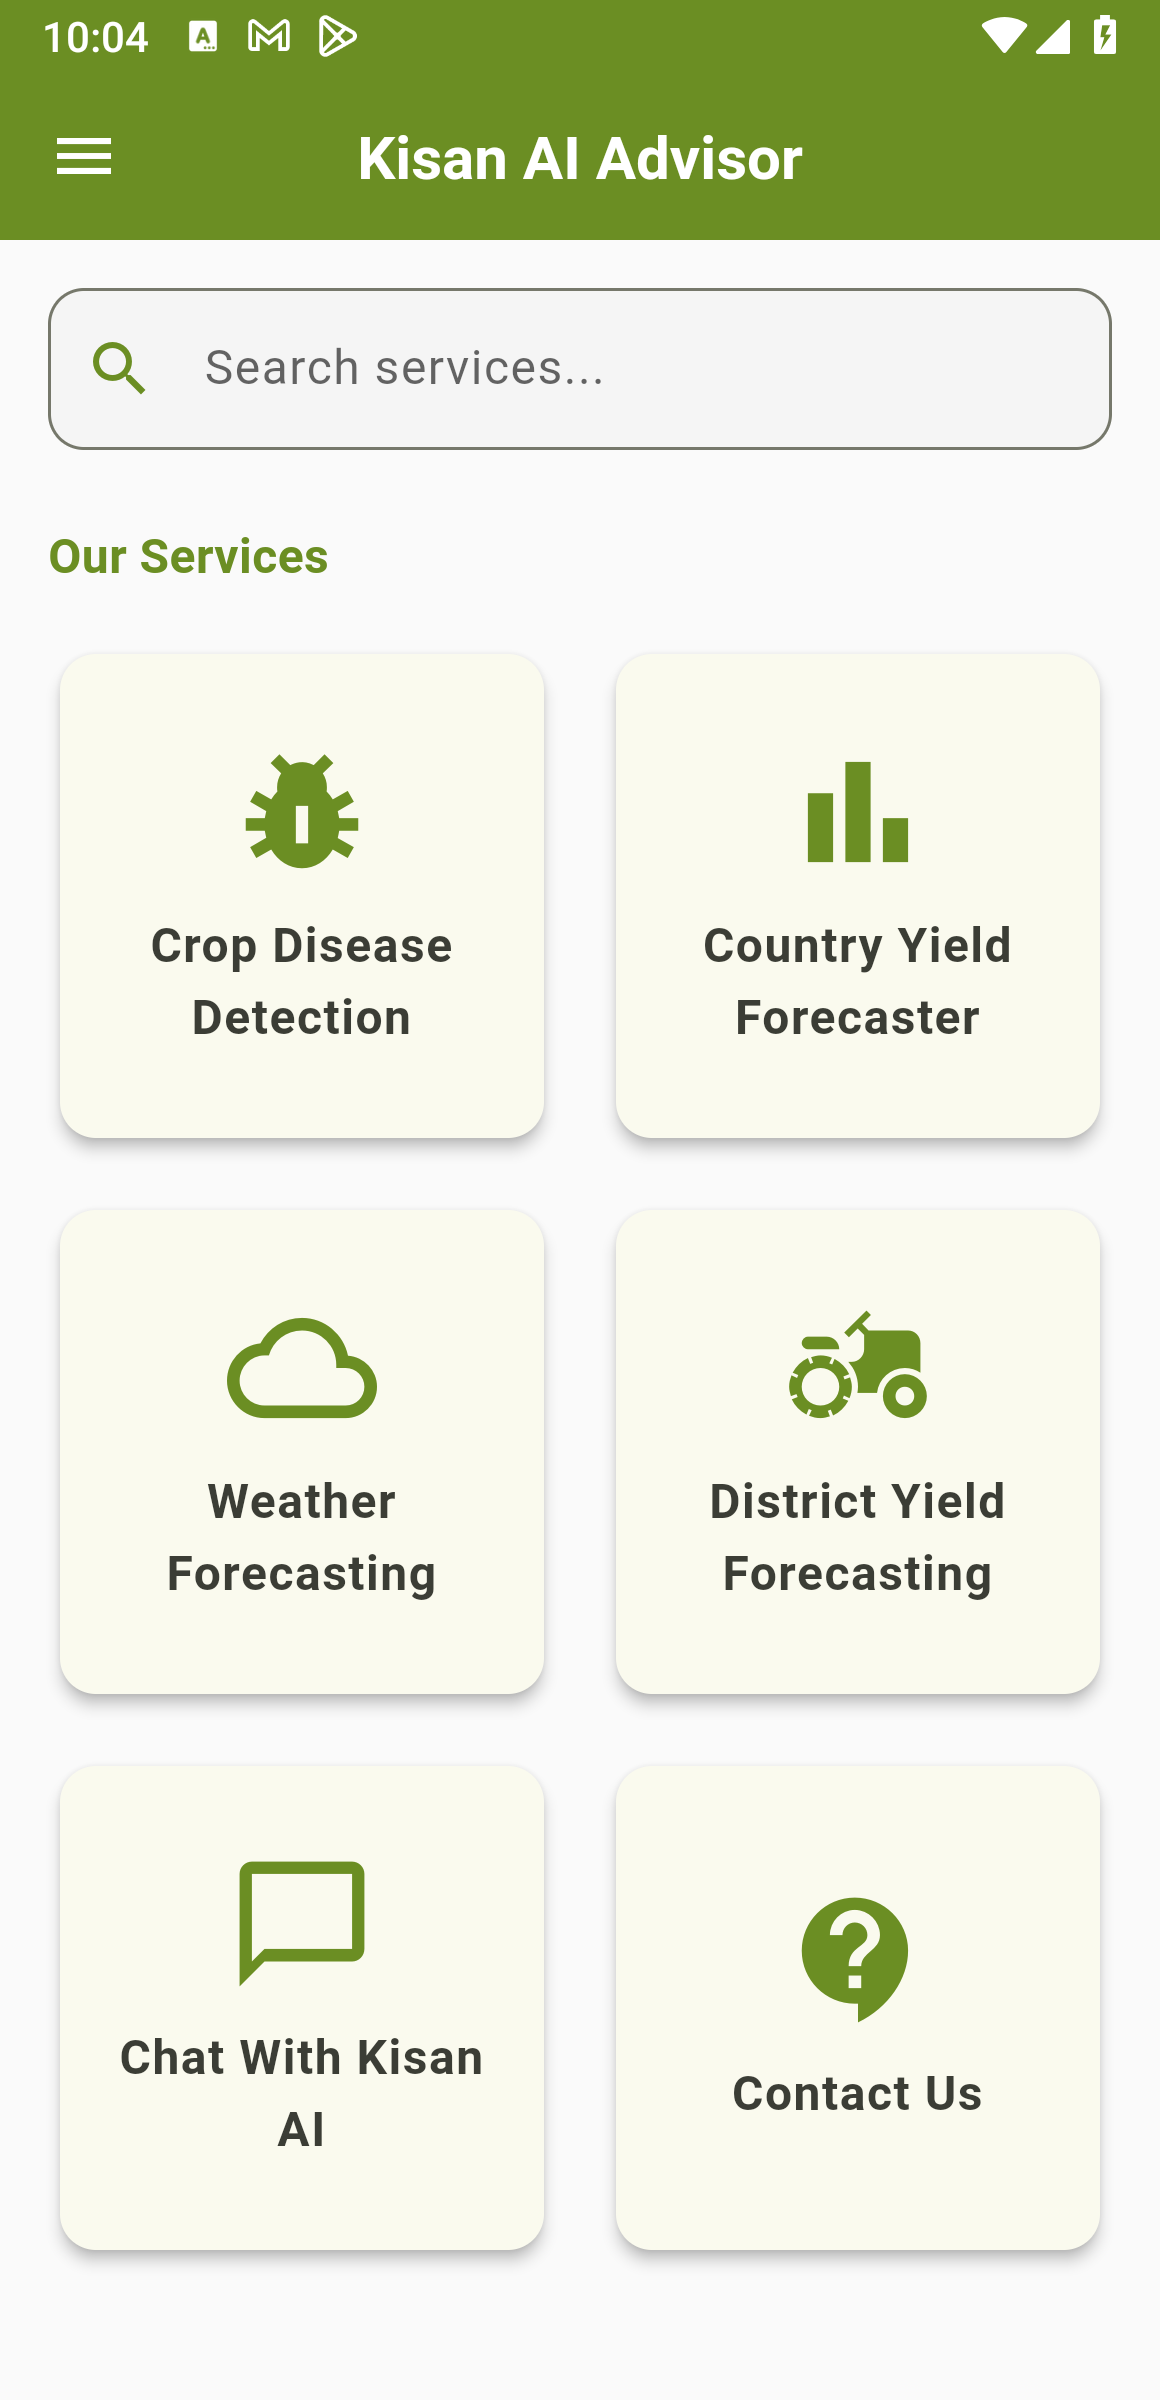 10:04
Kisan AI Advisor
Search services...
Our Services
Crop Disease
Detection
Country Yield
Forecaster
Weather
Forecasting
District Yield
Forecasting
Chat With Kisan
AI
Contact Us